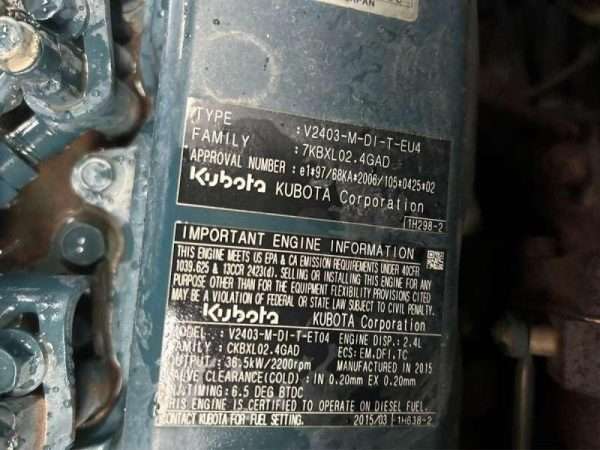 JAPAN
TYPE : V2403-M-DI-T-EU4
FAMILY : 7KBXL02.4GAD
APPROVAL NUMBER : e1*97/68KA*2006/105*0425*02
Kubota KUBOTA Corporation
1H298-2
IMPORTANT ENGINE INFORMATION
THIS ENGINE MEETS US EPA & CA EMISSION REQUIREMENTS UNDER 40CFR
1039.625 & 13CCR 2423(d). SELLING OR INSTALLING THIS ENGINE FOR ANY
PURPOSE OTHER THAN FOR THE EQUIPMENT FLEXIBILITY PROVISIONS CITED
MAY BE A VIOLATION OF FEDERAL OR STATE LAW SUBJECT TO CIVIL PENALTY.
Kubota KUBOTA Corporation
MODEL : V2403-M-DI-T-ET04 ENGINE DISP.: 2.4L
FAMILY : CKBXL02.4GAD ECS: EM,DFI,TC
OUTPUT : 36.5kW/2200rpm MANUFACTURED IN 2015
VALVE CLEARANCE(COLD) : IN 0.20mm EX 0.20mm
INJ.TIMING: 6.5 DEG BTDC
THIS ENGINE IS CERTIFIED TO OPERATE ON DIESEL FUEL.
CONTACT KUBOTA FOR FUEL SETTING. 2015/03 1H638-2